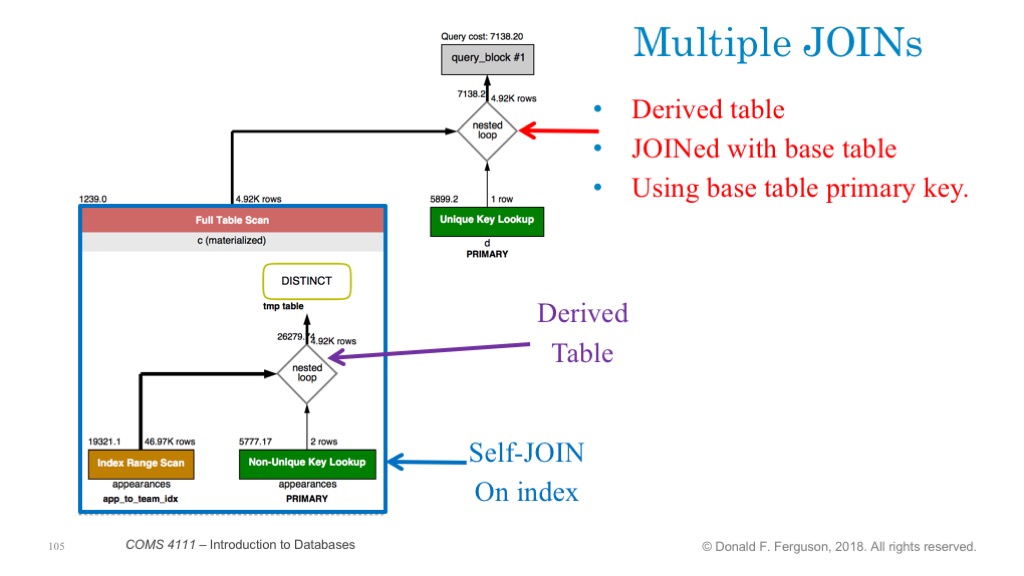 Multiple JOINs
• Derived table
• JOINed with base table
• Using base table primary key.
Query cost: 7138.20
query_block #1
7138.2
4.92K rows
nested
loop
1239.0
4.92K rows
5899.2
1 row
Full Table Scan
c (materialized)
Unique Key Lookup
d
PRIMARY
DISTINCT
tmp table
26279.74
4.92K rows
nested
loop
Derived
Table
19321.1
46.97K rows
5777.17
2 rows
Index Range Scan
appearances
app_to_team_idx
Non-Unique Key Lookup
appearances
PRIMARY
Self-JOIN
On index
105
COMS 4111 – Introduction to Databases
© Donald F. Ferguson, 2018. All rights reserved.